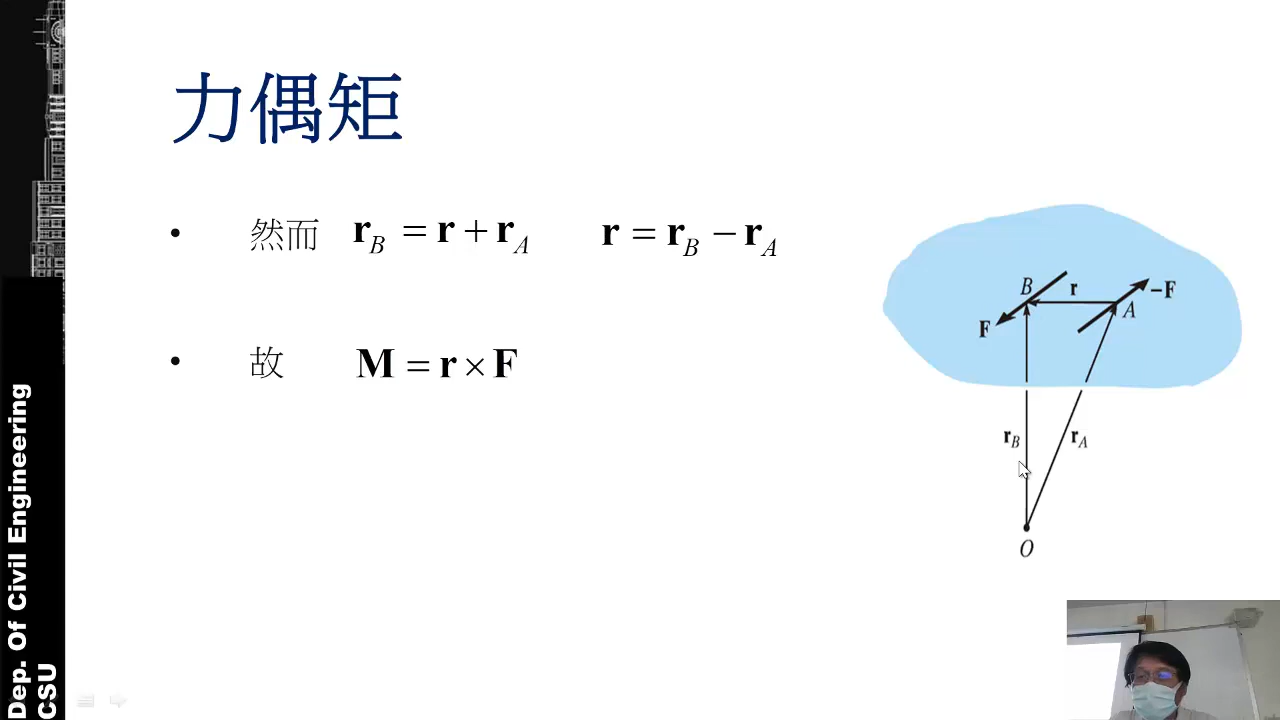 力偶矩
• 然而 r_B = r + r_A r = r_B − r_A
• 故 M = r × F
B
r
−F
A
F
r_B
r_A
O
Dep. Of Civil Engineering
CSU